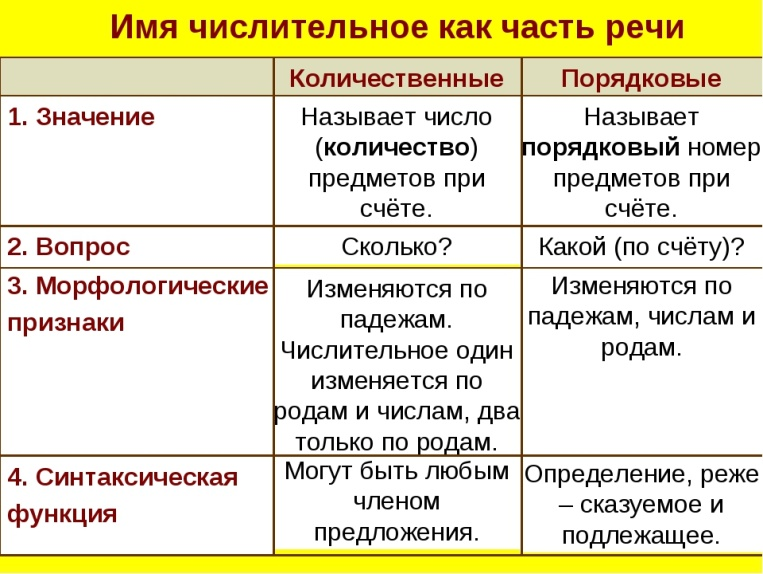 Имя числительное как часть речи
Количественные
Порядковые
1. Значение
Называет число
(количество)
предметов при
счёте.
Называет
порядковый номер
предметов при
счёте.
2. Вопрос
Сколько?
Какой (по счёту)?
3. Морфологические
признаки
Изменяются по
падежам.
Числительное один
изменяется по
родам и числам, два
только по родам.
Изменяются по
падежам, числам и
родам.
4. Синтаксическая
функция
Могут быть любым
членом
предложения.
Определение, реже
– сказуемое и
подлежащее.